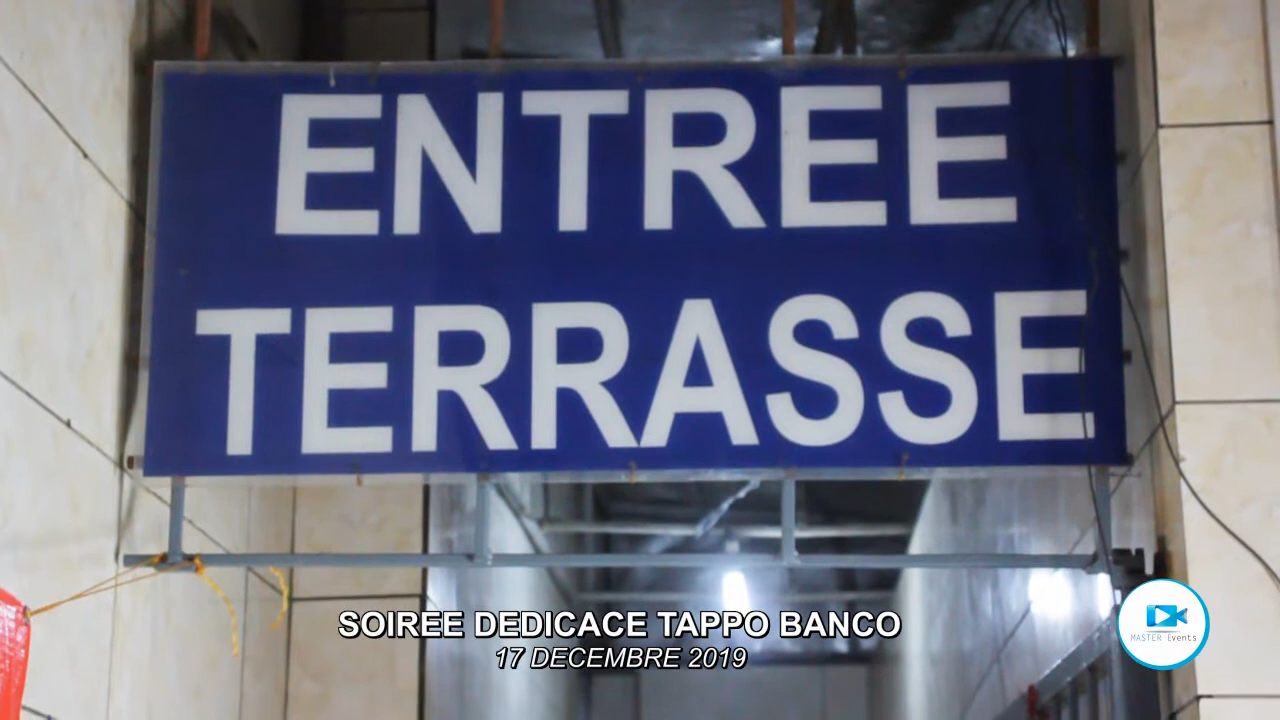 ENTREE
TERRASSE
SOIREE DEDICACE TAPPO BANCO
17 DECEMBRE 2019
MASTER Events